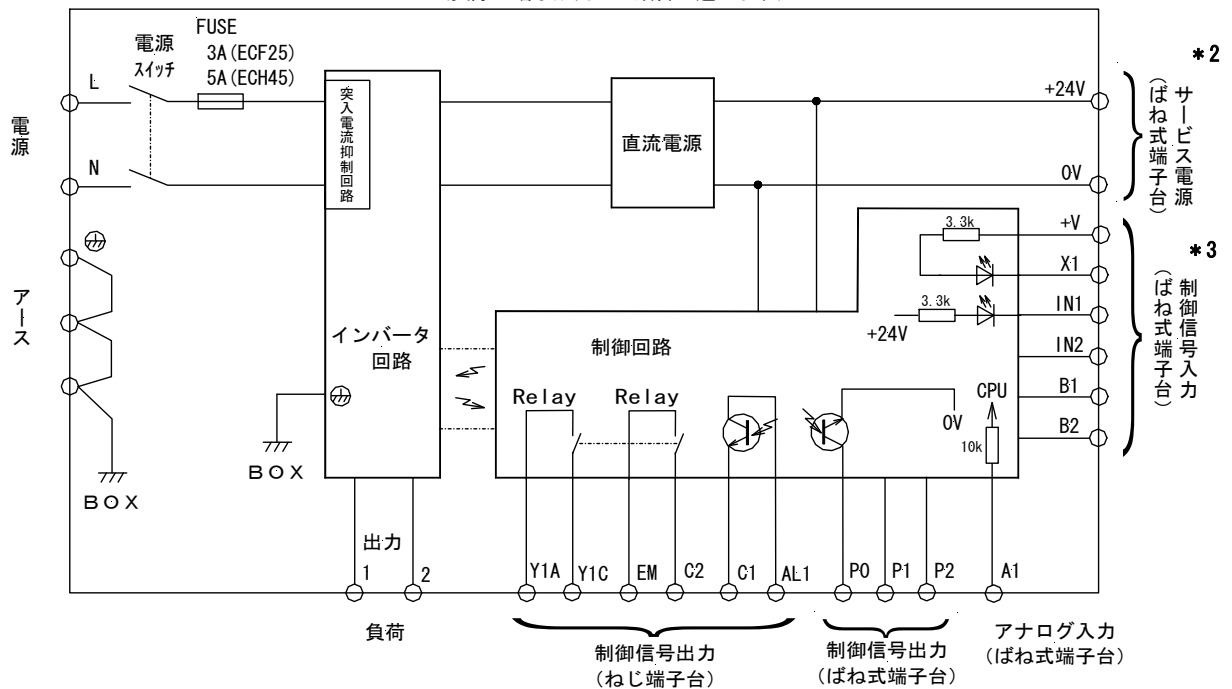 FUSE
3A(ECF25)
5A(ECH45)
電源
スイッチ
L
N
電源
アース
BOX
突入電流抑制回路
インバータ
回路
BOX
直流電源
+24V
0V
*2
サービス電源
(ばね式端子台)
+V
X1
IN1
IN2
B1
B2
*3
制御信号入力
(ばね式端子台)
3.3k
3.3k
+24V
制御回路
Relay
Relay
0V
CPU
10k
出力
1
2
負荷
Y1A
Y1C
EM
C2
C1
AL1
P0
P1
P2
A1
制御信号出力
(ねじ端子台)
制御信号出力
(ばね式端子台)
アナログ入力
(ばね式端子台)